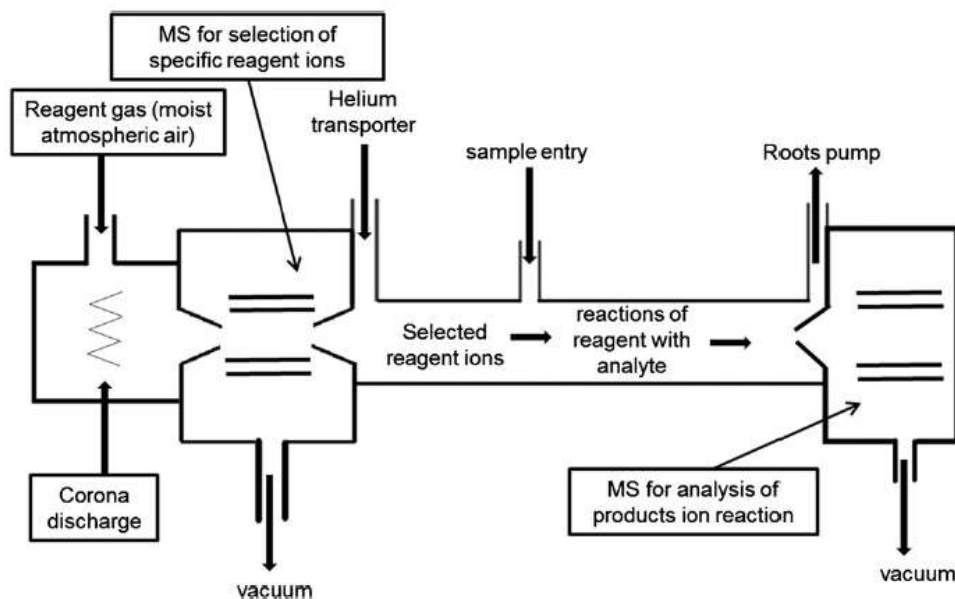 MS for selection of
specific reagent ions
Reagent gas (moist
atmospheric air)
Helium
transporter
sample entry
Roots pump
Selected
reagent ions
reactions of
reagent with
analyte
Corona
discharge
MS for analysis of
products ion reaction
vacuum
vacuum